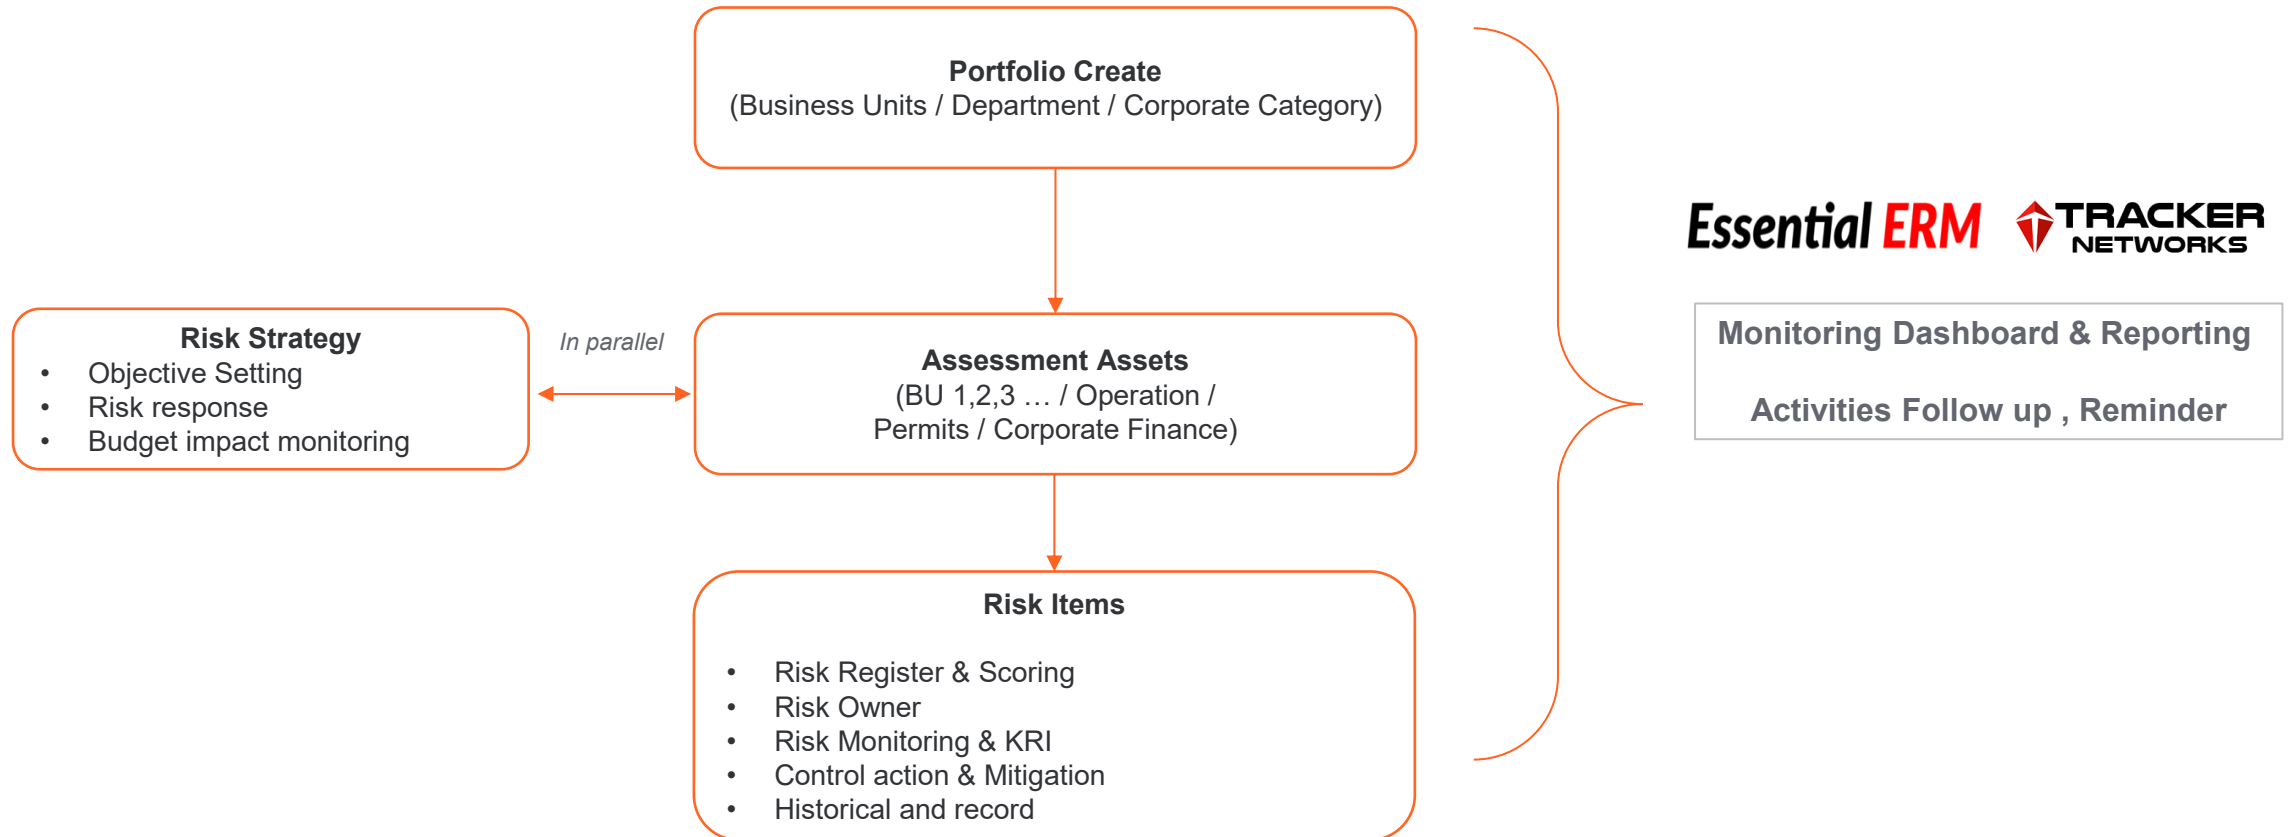 Portfolio Create
(Business Units / Department / Corporate Category)
Risk Strategy
• Objective Setting
• Risk response
• Budget impact monitoring
In parallel
Assessment Assets
(BU 1,2,3 … / Operation /
Permits / Corporate Finance)
Risk Items
• Risk Register & Scoring
• Risk Owner
• Risk Monitoring & KRI
• Control action & Mitigation
• Historical and record
Essential ERM
TRACKER
NETWORKS
Monitoring Dashboard & Reporting
Activities Follow up , Reminder